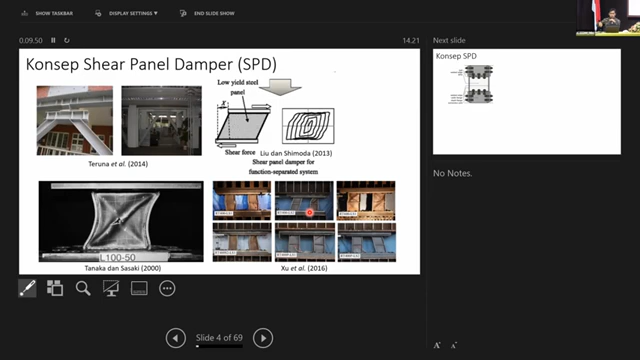 SHOW TASKBAR
DISPLAY SETTINGS
END SLIDE SHOW
0.09.50
14.21
Konsep Shear Panel Damper (SPD)
Low yield steel
panel
Shear force
Liu dan Shimoda (2013)
Shear panel damper for
function-separated system
Teruna et al. (2014)
L100-50
Tanaka dan Sasaki (2000)
Xu et al. (2016)
Slide 4 of 69
Next slide
Konsep SPD
No Notes.